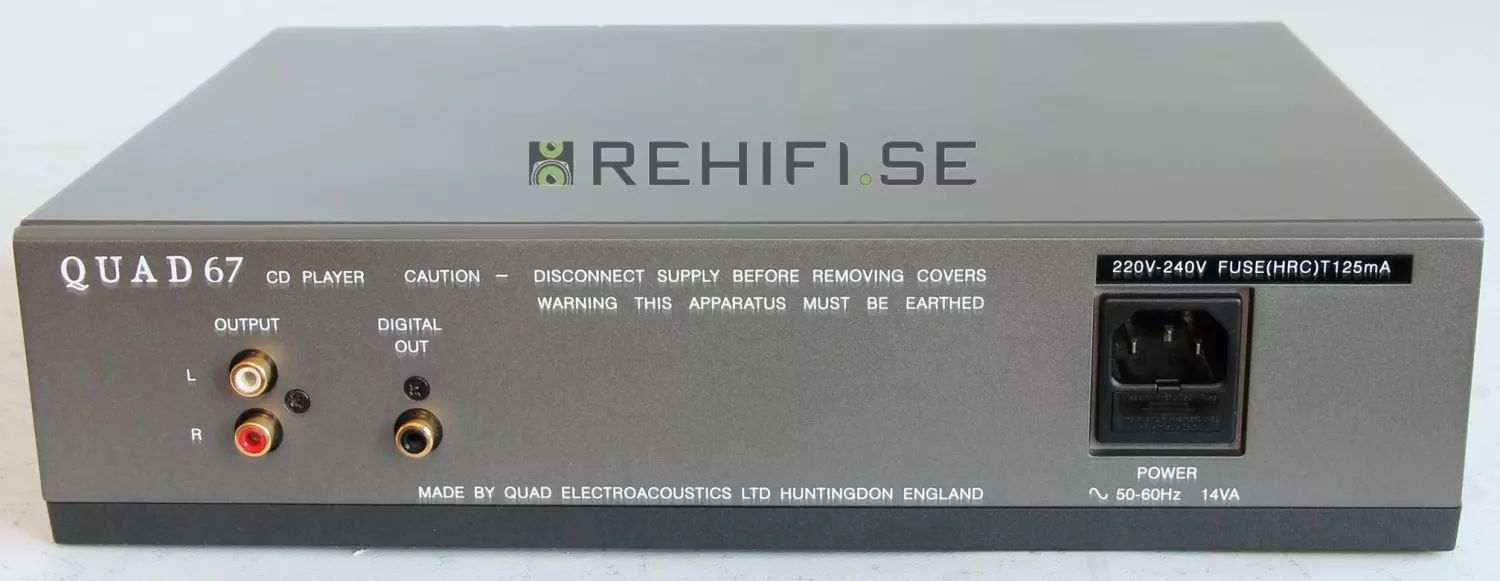 REHIFI.SE
QUAD 67 CD PLAYER CAUTION - DISCONNECT SUPPLY BEFORE REMOVING COVERS
WARNING THIS APPARATUS MUST BE EARTHED
220V-240V FUSE(HRC)T125mA
OUTPUT
DIGITAL
OUT
L
R
POWER
MADE BY QUAD ELECTROACOUSTICS LTD HUNTINGDON ENGLAND
∿ 50-60Hz 14VA